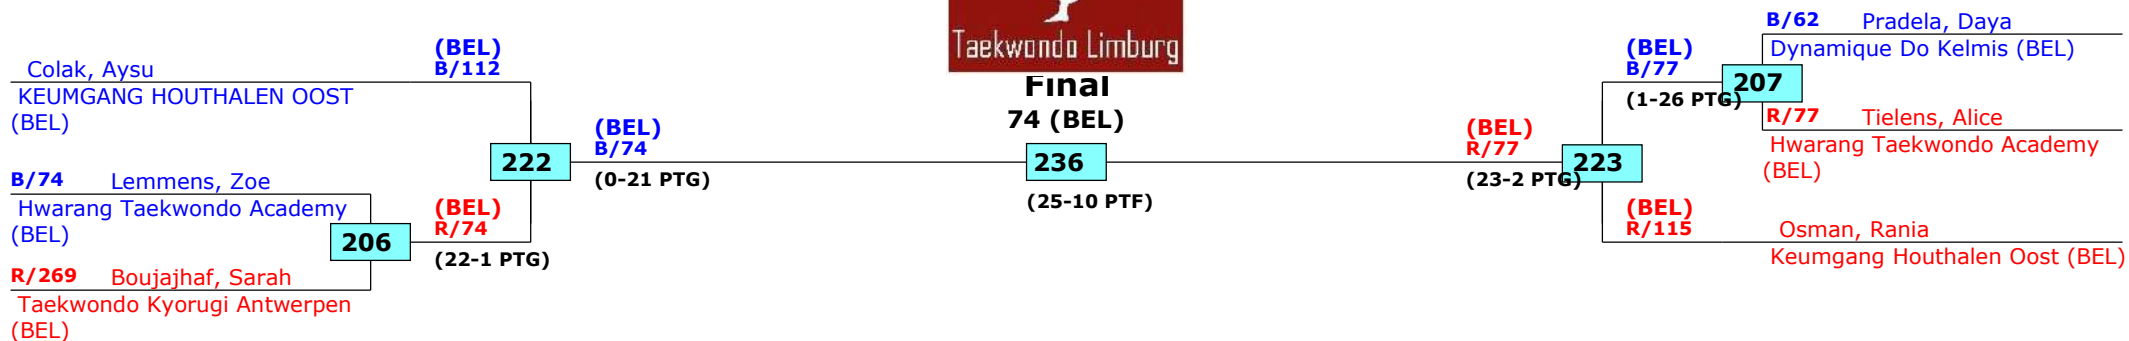 Taekwondo Limburg
Final
74 (BEL)
236
(25-10 PTF)
(BEL)
B/112
Colak, Aysu
KEUMGANG HOUTHALEN OOST
(BEL)
222
(BEL)
B/74
(0-21 PTG)
B/74 Lemmens, Zoe
Hwarang Taekwondo Academy
(BEL)
206
(BEL)
R/74
(22-1 PTG)
R/269 Boujajhaf, Sarah
Taekwondo Kyorugi Antwerpen
(BEL)
B/62 Pradela, Daya
Dynamique Do Kelmis (BEL)
(BEL)
B/77
207
(1-26 PTG)
R/77 Tielens, Alice
Hwarang Taekwondo Academy
(BEL)
(BEL)
R/77
223
(23-2 PTG)
(BEL)
R/115
Osman, Rania
Keumgang Houthalen Oost (BEL)